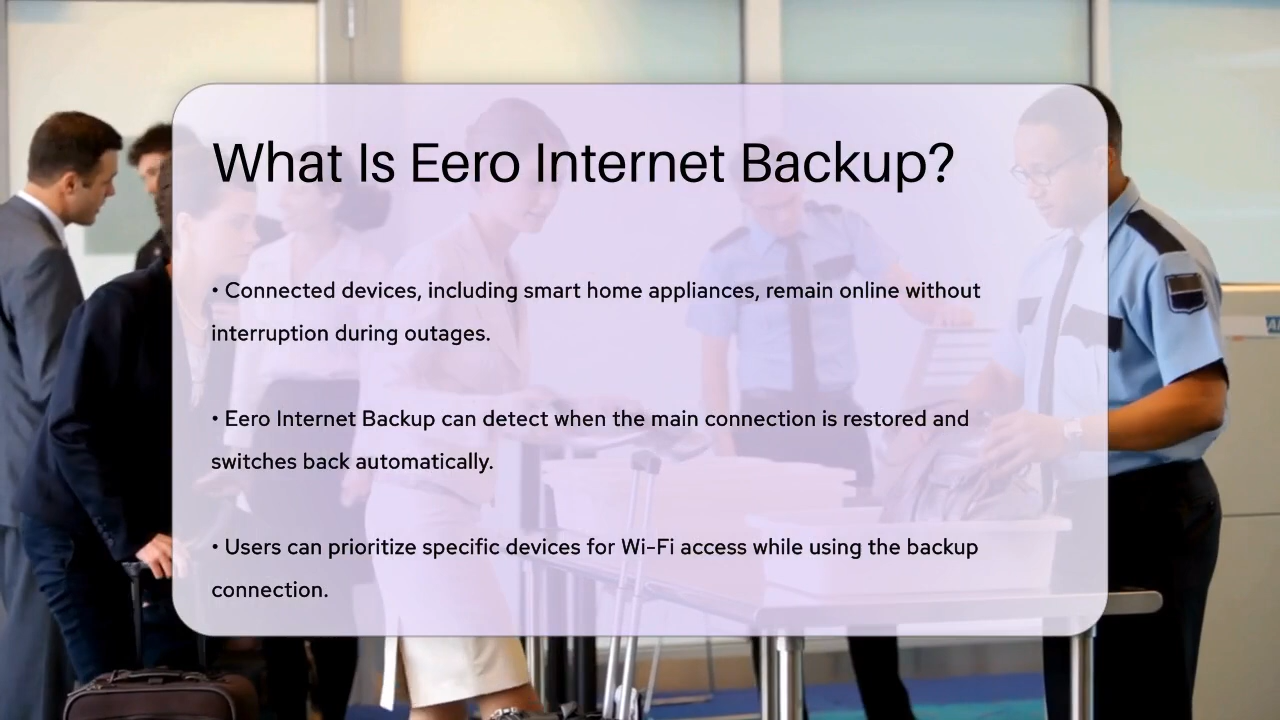 What Is Eero Internet Backup?
• Connected devices, including smart home appliances, remain online without
interruption during outages.
• Eero Internet Backup can detect when the main connection is restored and
switches back automatically.
• Users can prioritize specific devices for Wi-Fi access while using the backup
connection.